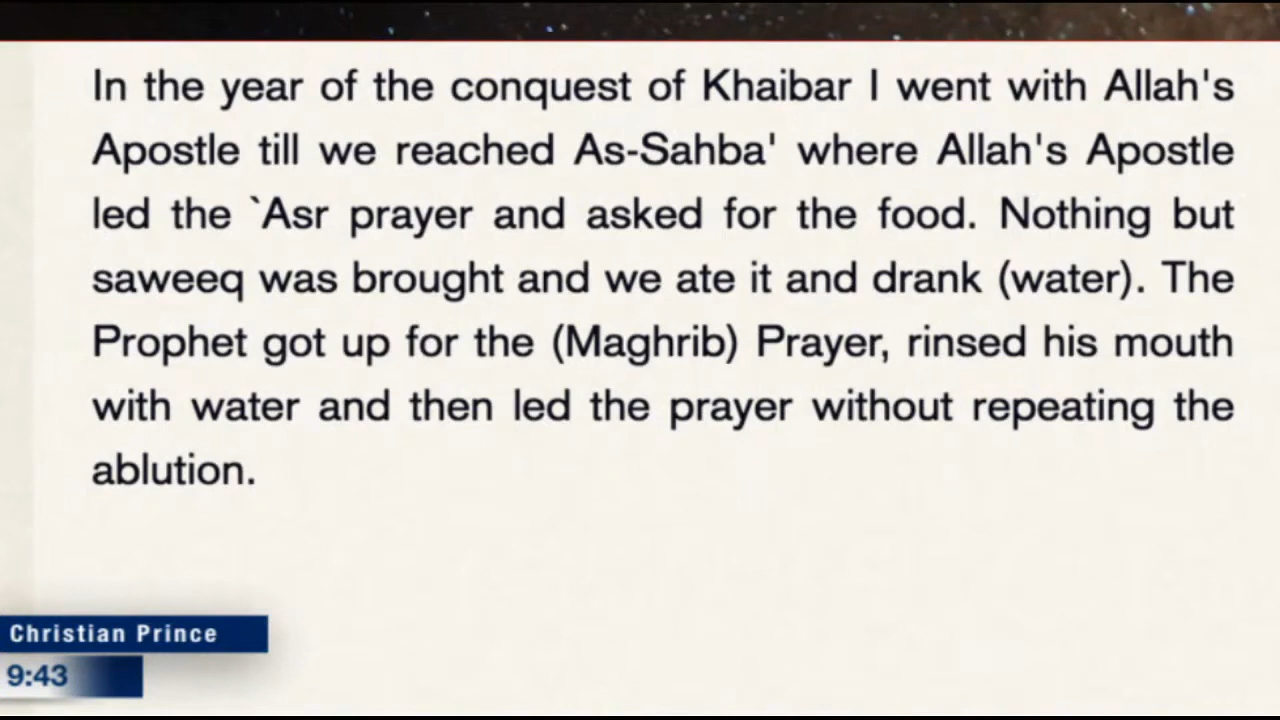 In the year of the conquest of Khaibar I went with Allah's
Apostle till we reached As-Sahba' where Allah's Apostle
led the `Asr prayer and asked for the food. Nothing but
saweeq was brought and we ate it and drank (water). The
Prophet got up for the (Maghrib) Prayer, rinsed his mouth
with water and then led the prayer without repeating the
ablution.
Christian Prince
9:43